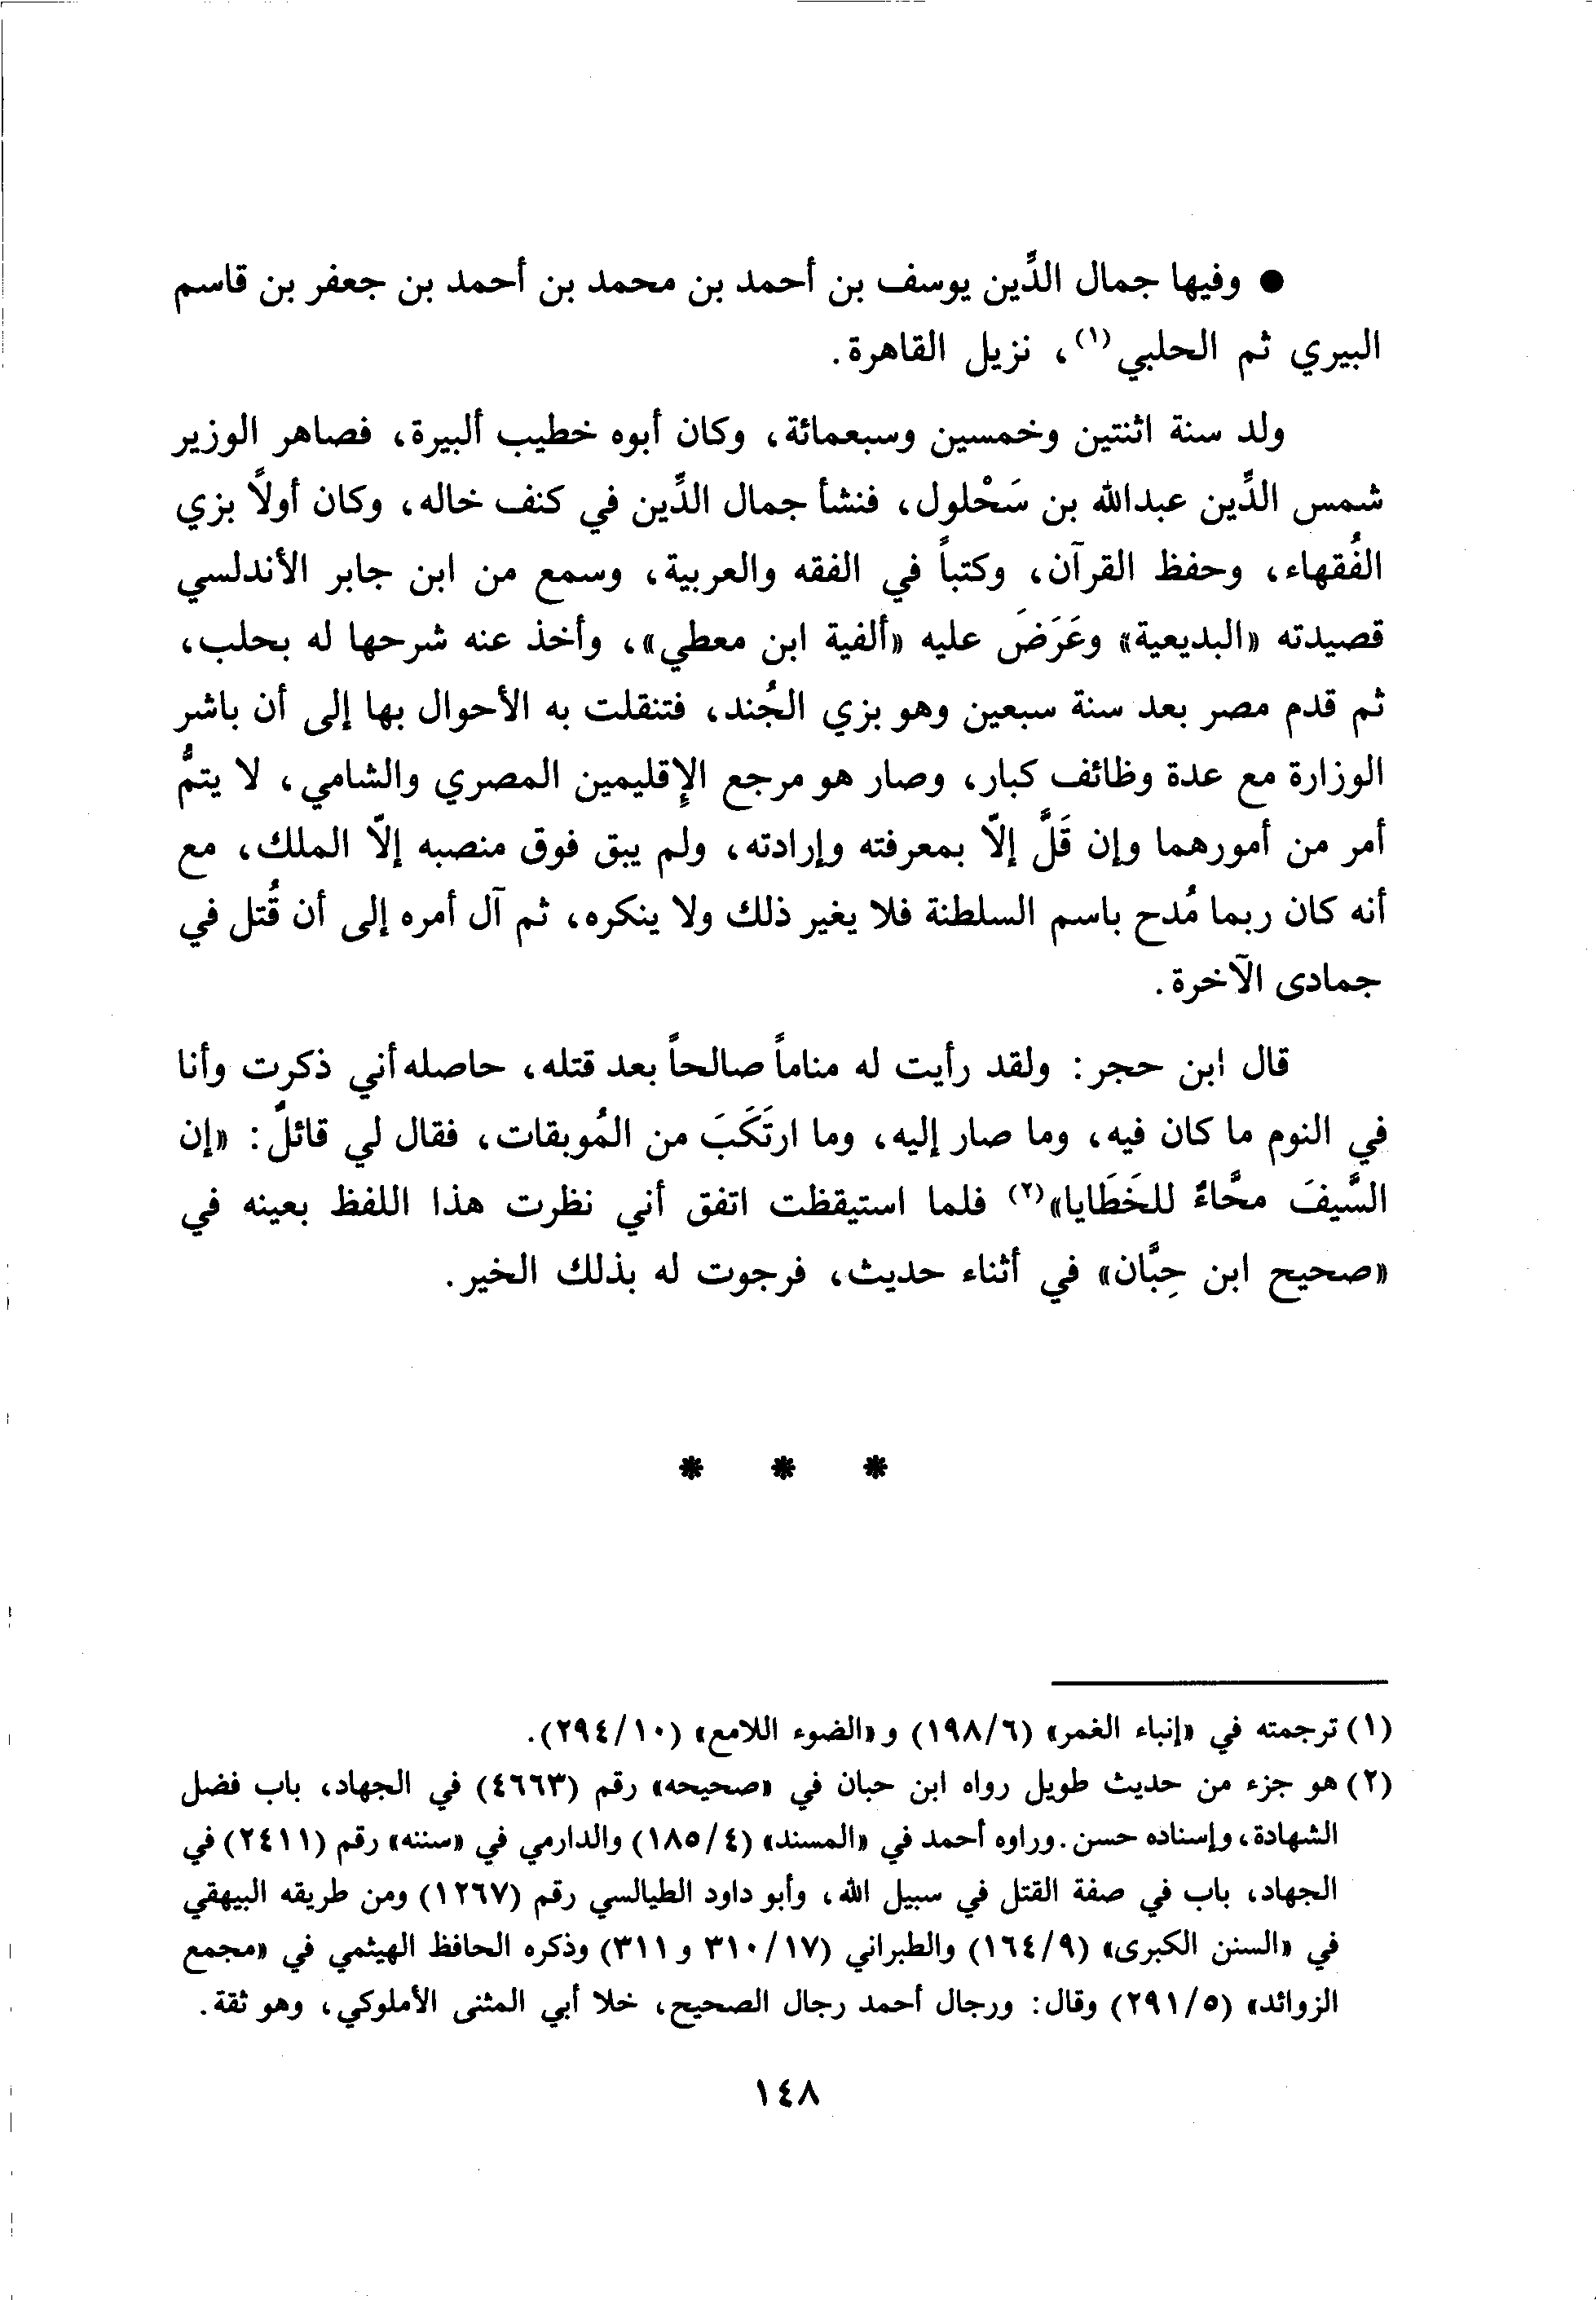 ● وفيها جمال الدِّين يوسف بن أحمد بن محمد بن أحمد بن جعفر بن قاسم
البيري ثم الحلبي(١)، نزيل القاهرة.
ولد سنة اثنتين وخمسين وسبعمائة، وكان أبوه خطيب ألبيرة، فصاهر الوزير
شمس الدِّين عبدالله بن سَحْلول، فنشأ جمال الدِّين في كنف خاله، وكان أولاً بزي
الفُقهاء، وحفظ القرآن، وكتباً في الفقه والعربية، وسمع من ابن جابر الأندلسي
قصيدته «البديعية» وعَرَضَ عليه «ألفية ابن معطي»، وأخذ عنه شرحها له بحلب،
ثم قدم مصر بعد سنة سبعين وهو بزي الجُند، فتنقلت به الأحوال بها إلى أن باشر
الوزارة مع عدة وظائف كبار، وصار هو مرجع الإِقليمين المصري والشامي، لا يتمُّ
أمر من أمورهما وإن قَلَّ إلّا بمعرفته وإرادته، ولم يبق فوق منصبه إلّا الملك، مع
أنه كان ربما مُدح باسم السلطنة فلا يغير ذلك ولا ينكره، ثم آل أمره إلى أن قُتل في
جمادى الآخرة.
قال ابن حجر: ولقد رأيت له مناماً صالحاً بعد قتله، حاصله أني ذكرت وأنا
في النوم ما كان فيه، وما صار إليه، وما ارتَكَبَ من المُوبقات، فقال لي قائلٌ: «إن
السَّيفَ محَّاءٌ للخَطَايا»(٢) فلما استيقظت اتفق أني نظرت هذا اللفظ بعينه في
«صحيح ابن حِبَّان» في أثناء حديث، فرجوت له بذلك الخير.
* * *
(١) ترجمته في «إنباء الغمر» (١٩٨/٦) و«الضوء اللامع» (٢٩٤/١٠).
(٢) هو جزء من حديث طويل رواه ابن حبان في «صحيحه» رقم (٤٦٦٣) في الجهاد، باب فضل
الشهادة، وإسناده حسن. وراوه أحمد في «المسند» (١٨٥/٤) والدارمي في «سننه» رقم (٢٤١١) في
الجهاد، باب في صفة القتل في سبيل الله، وأبو داود الطيالسي رقم (١٢٦٧) ومن طريقه البيهقي
في «السنن الكبرى» (١٦٤/٩) والطبراني (٣١٠/١٧ و ٣١١) وذكره الحافظ الهيثمي في «مجمع
الزوائد» (٢٩١/٥) وقال: ورجال أحمد رجال الصحيح، خلا أبي المثنى الأملوكي، وهو ثقة.
١٤٨